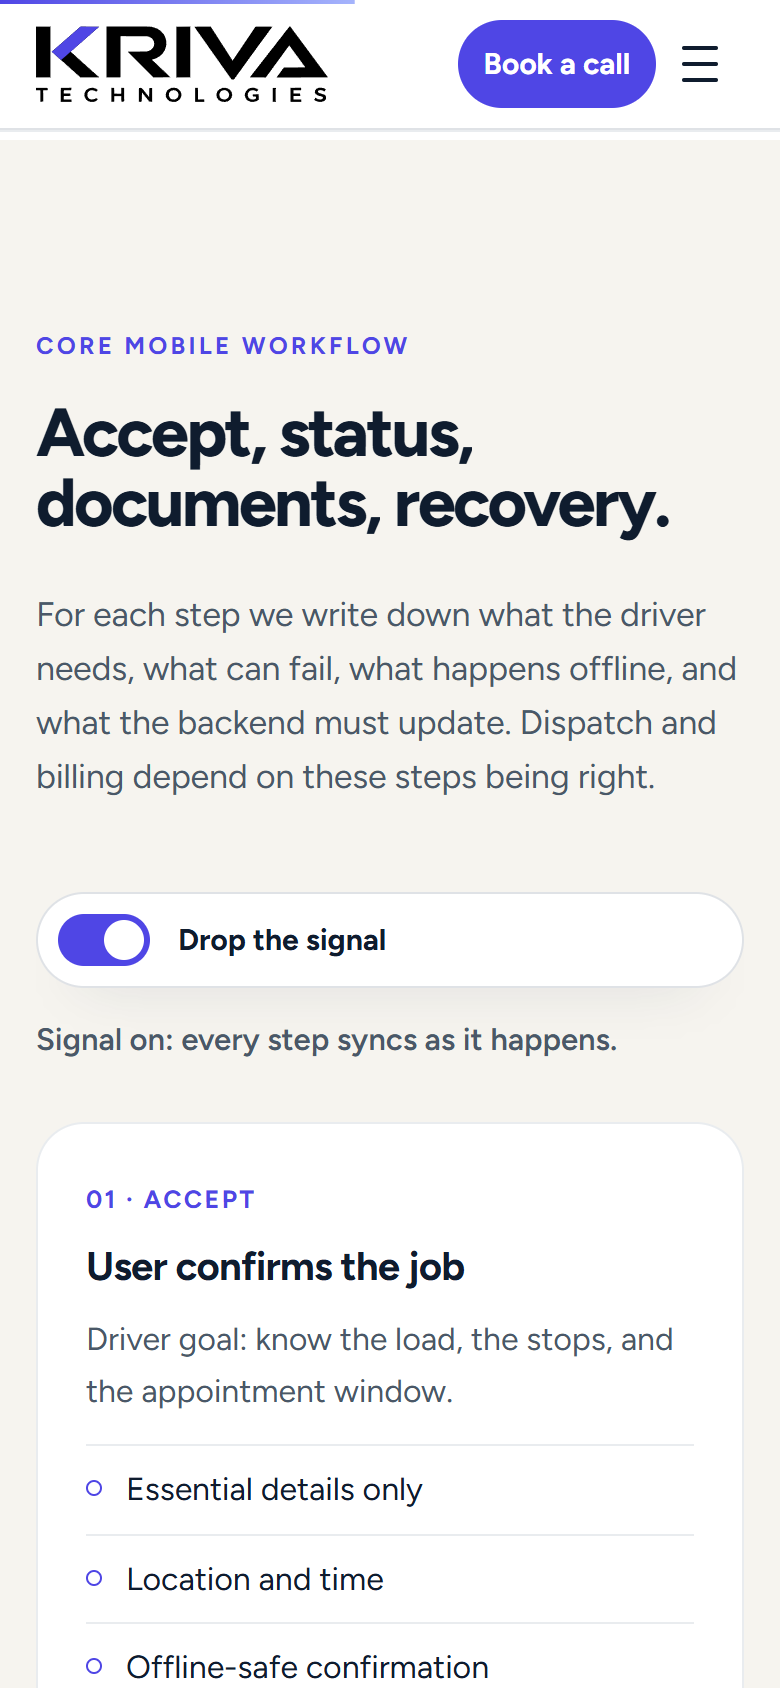 KRIVA
TECHNOLOGIES
Book a call
CORE MOBILE WORKFLOW
Accept, status,
documents, recovery.
For each step we write down what the driver
needs, what can fail, what happens offline, and
what the backend must update. Dispatch and
billing depend on these steps being right.
Drop the signal
Signal on: every step syncs as it happens.
01 · ACCEPT
User confirms the job
Driver goal: know the load, the stops, and
the appointment window.
Essential details only
Location and time
Offline-safe confirmation